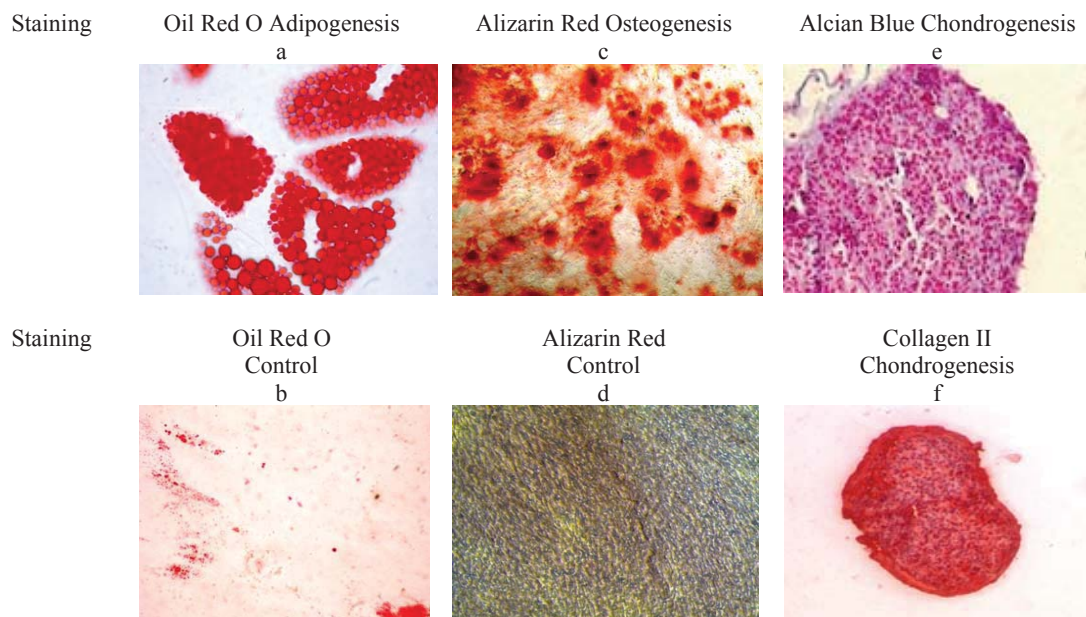 Staining Oil Red O Adipogenesis Alizarin Red Osteogenesis Alcian Blue Chondrogenesis
a c e
Staining Oil Red O Alizarin Red Collagen II
Control Control Chondrogenesis
b d f